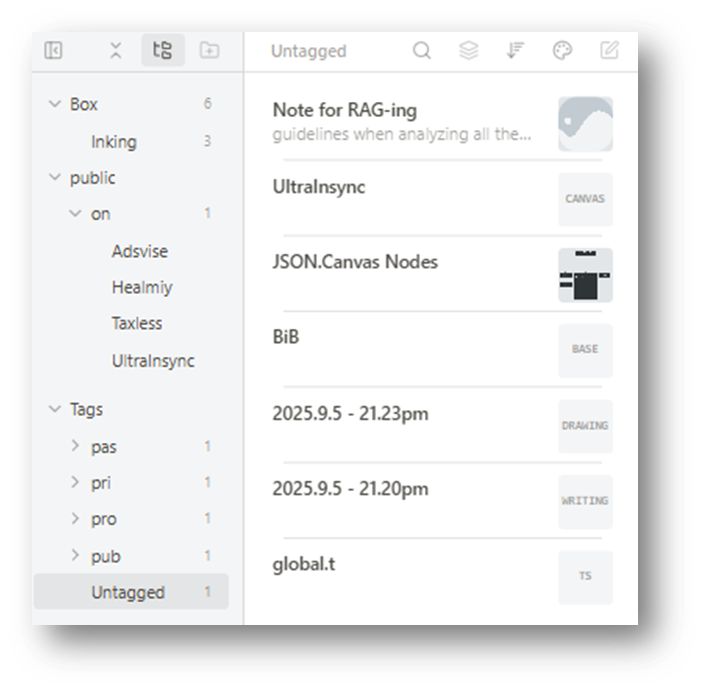 Untagged
Box 6
Inking 3
public
on 1
Adsvise
Healmiy
Taxless
UltraInsync
Tags
pas 1
pri 1
pro 1
pub 1
Untagged 1
Note for RAG-ing
guidelines when analyzing all the...
UltraInsync
CANVAS
JSON.Canvas Nodes
BiB
BASE
2025.9.5 - 21.23pm
DRAWING
2025.9.5 - 21.20pm
WRITING
global.t
TS